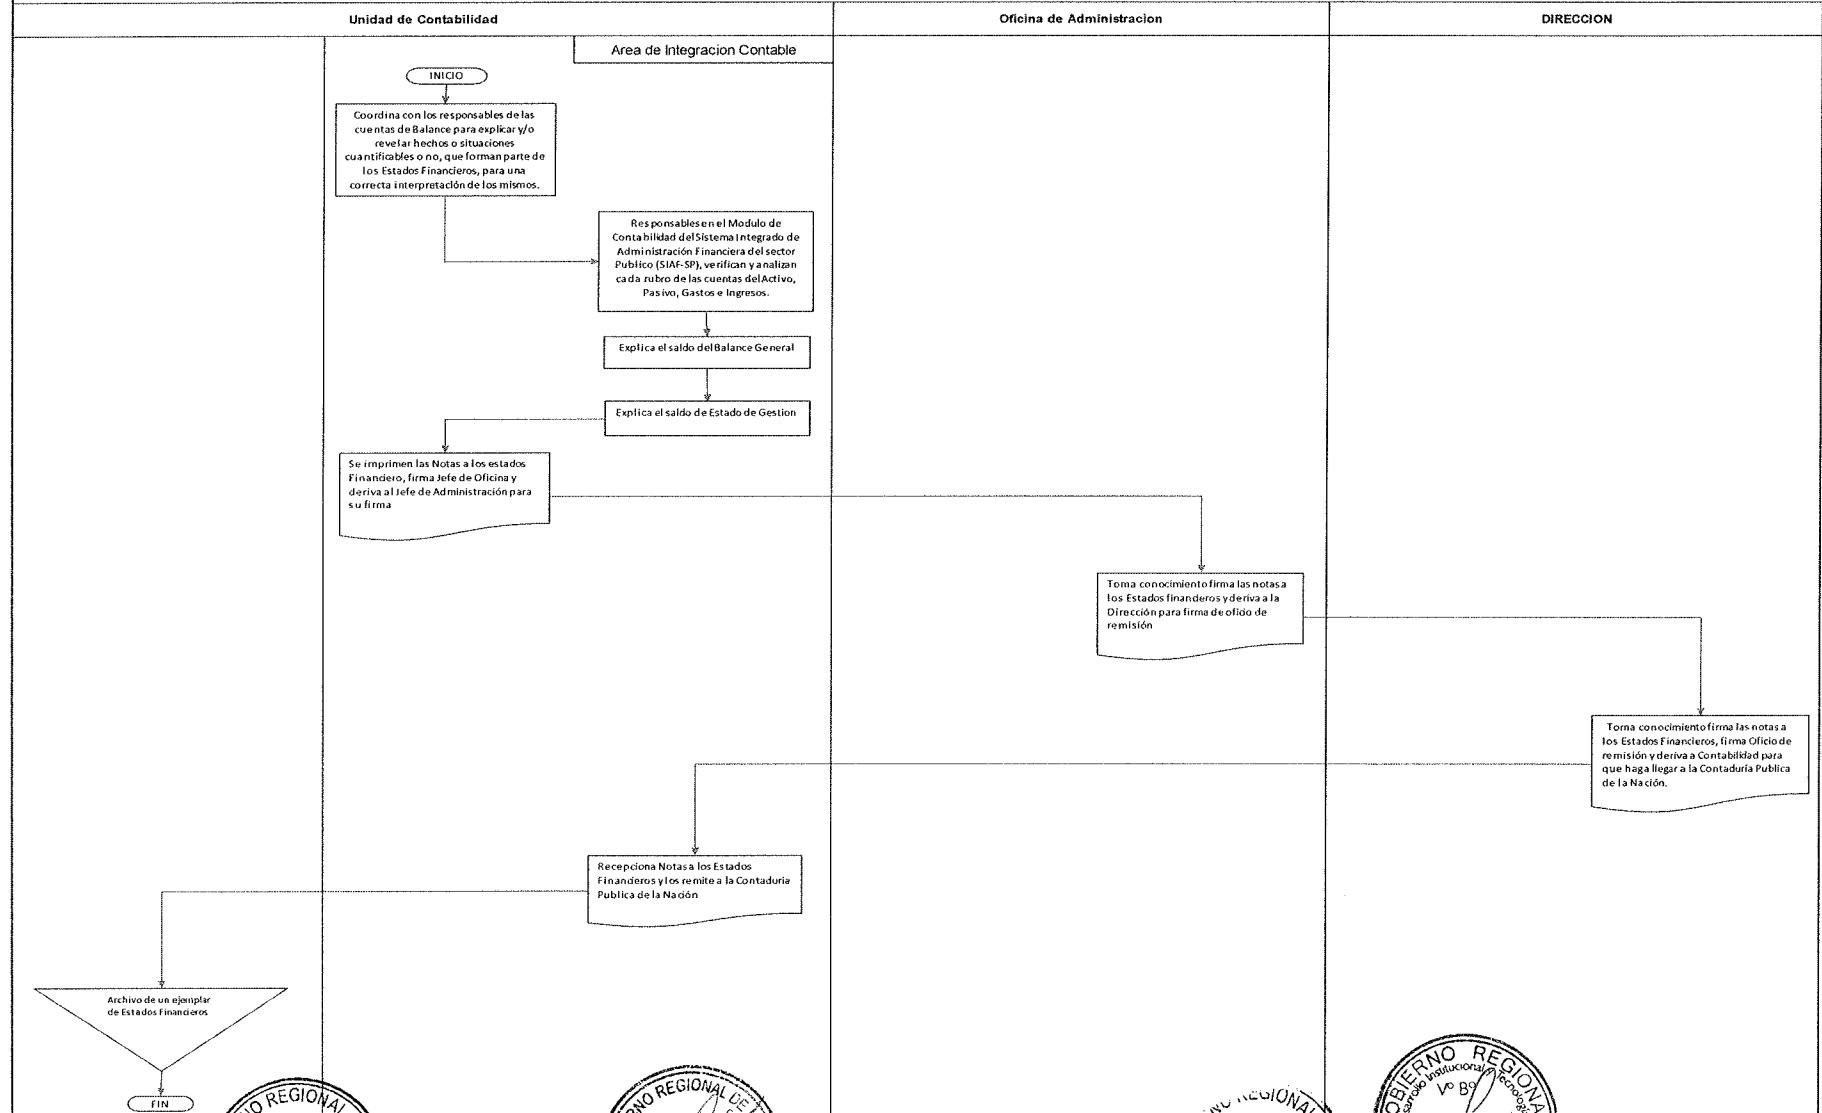 Unidad de Contabilidad
Oficina de Administracion
DIRECCION
Area de Integracion Contable
INICIO
Coordina con los responsables de las
cuentas de Balance para explicar y/o
revelar hechos o situaciones
cuantificables o no, que forman parte de
los Estados Financieros, para una
correcta interpretación de los mismos.
Responsables en el Modulo de
Contabilidad del Sistema Integrado de
Administración Financiera del sector
Publico (SIAF-SP), verifican y analizan
cada rubro de las cuentas del Activo,
Pasivo, Gastos e Ingresos.
Explica el saldo del Balance General
Explica el saldo de Estado de Gestion
Se imprimen las Notas a los estados
Financiero, firma Jefe de Oficina y
deriva al Jefe de Administración para
su firma
Toma conocimiento firma las notas a
los Estados financieros y deriva a la
Dirección para firma de oficio de
remisión
Toma conocimiento firma las notas a
los Estados Financieros, firma Oficio de
remisión y deriva a Contabilidad para
que haga llegar a la Contaduría Publica
de la Nación.
Recepciona Notas a los Estados
Financieros y los remite a la Contaduria
Publica de la Nación
Archivo de un ejemplar
de Estados Financieros
FIN
REGIONAL
REGIONAL DE
REGIONAL
REGIONAL
Institucional y
Vº Bº